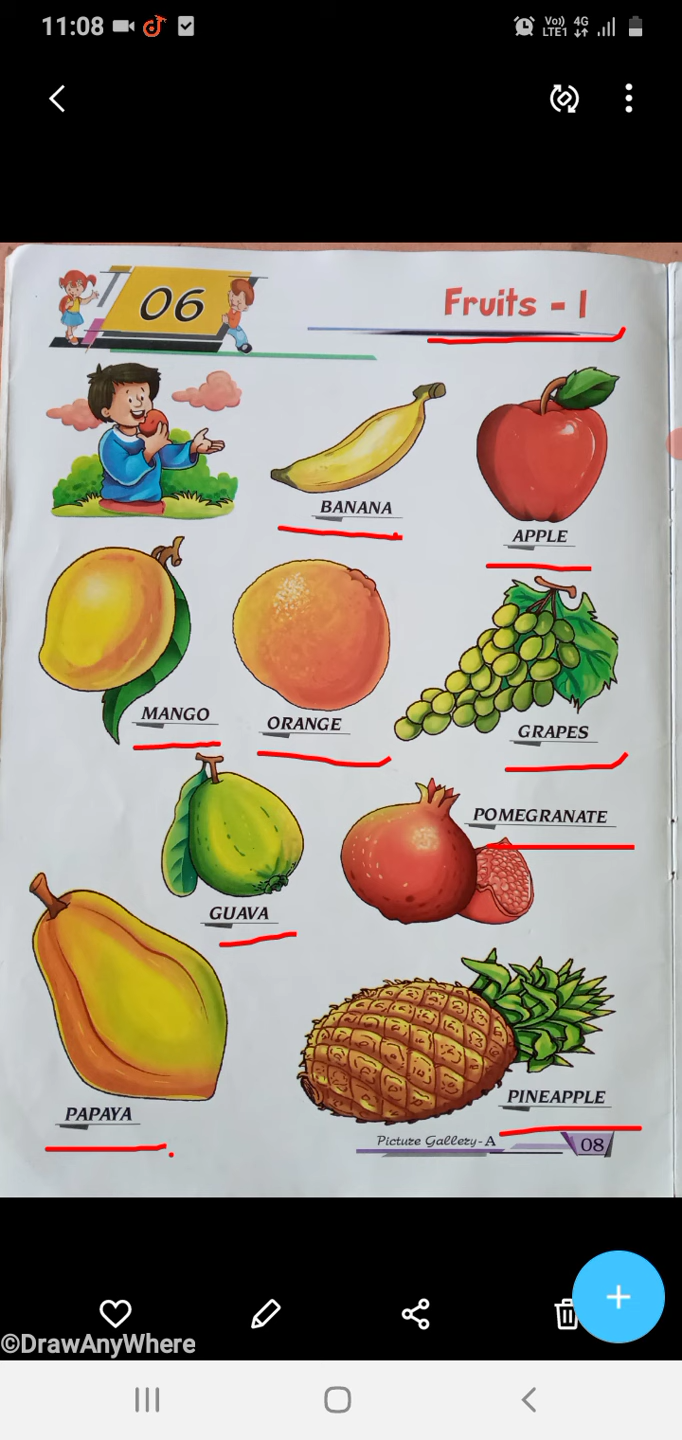 11:08
Vo)) 4G
LTE1
06
Fruits - 1
BANANA
APPLE
MANGO
ORANGE
GRAPES
GUAVA
POMEGRANATE
PAPAYA
PINEAPPLE
Picture Gallery-A
08
©DrawAnyWhere